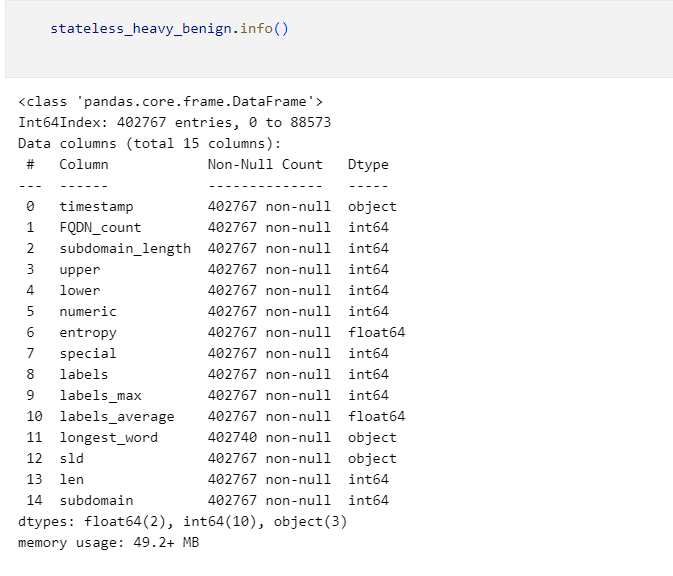 stateless_heavy_benign.info()
<class 'pandas.core.frame.DataFrame'>
Int64Index: 402767 entries, 0 to 88573
Data columns (total 15 columns):
 #   Column            Non-Null Count   Dtype
---  ------            --------------   -----
 0   timestamp         402767 non-null  object
 1   FQDN_count        402767 non-null  int64
 2   subdomain_length  402767 non-null  int64
 3   upper             402767 non-null  int64
 4   lower             402767 non-null  int64
 5   numeric           402767 non-null  int64
 6   entropy           402767 non-null  float64
 7   special           402767 non-null  int64
 8   labels            402767 non-null  int64
 9   labels_max        402767 non-null  int64
 10  labels_average    402767 non-null  float64
 11  longest_word      402740 non-null  object
 12  sld               402767 non-null  object
 13  len               402767 non-null  int64
 14  subdomain         402767 non-null  int64
dtypes: float64(2), int64(10), object(3)
memory usage: 49.2+ MB